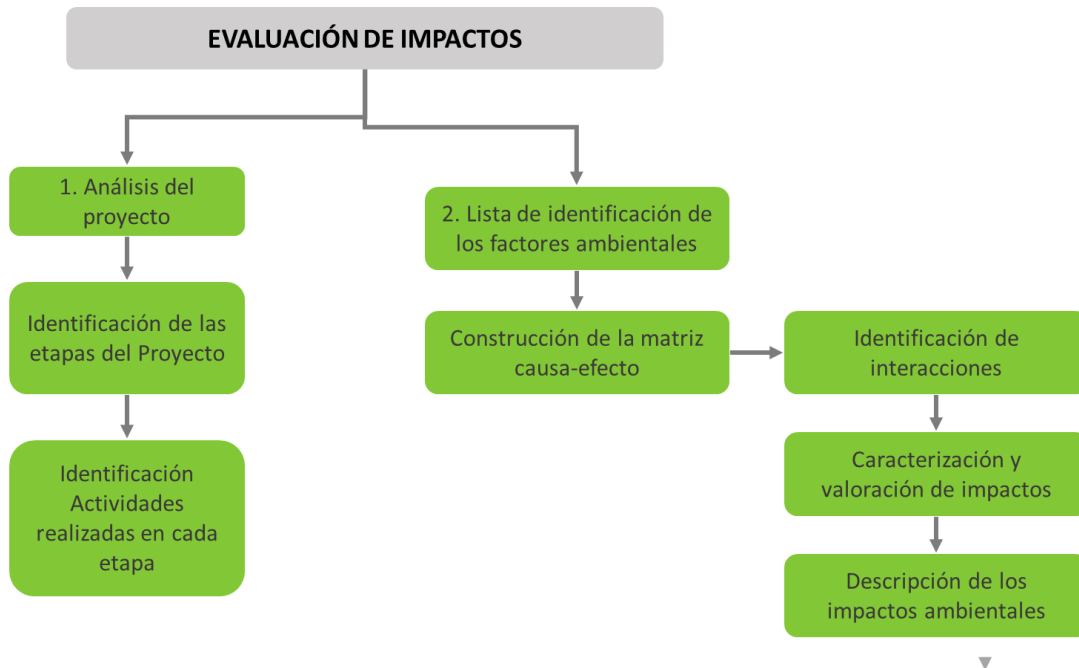 EVALUACIÓN DE IMPACTOS
1. Análisis del
proyecto
Identificación de las
etapas del Proyecto
Identificación
Actividades
realizadas en cada
etapa
2. Lista de identificación de
los factores ambientales
Construcción de la matriz
causa-efecto
Identificación de
interacciones
Caracterización y
valoración de impactos
Descripción de los
impactos ambientales